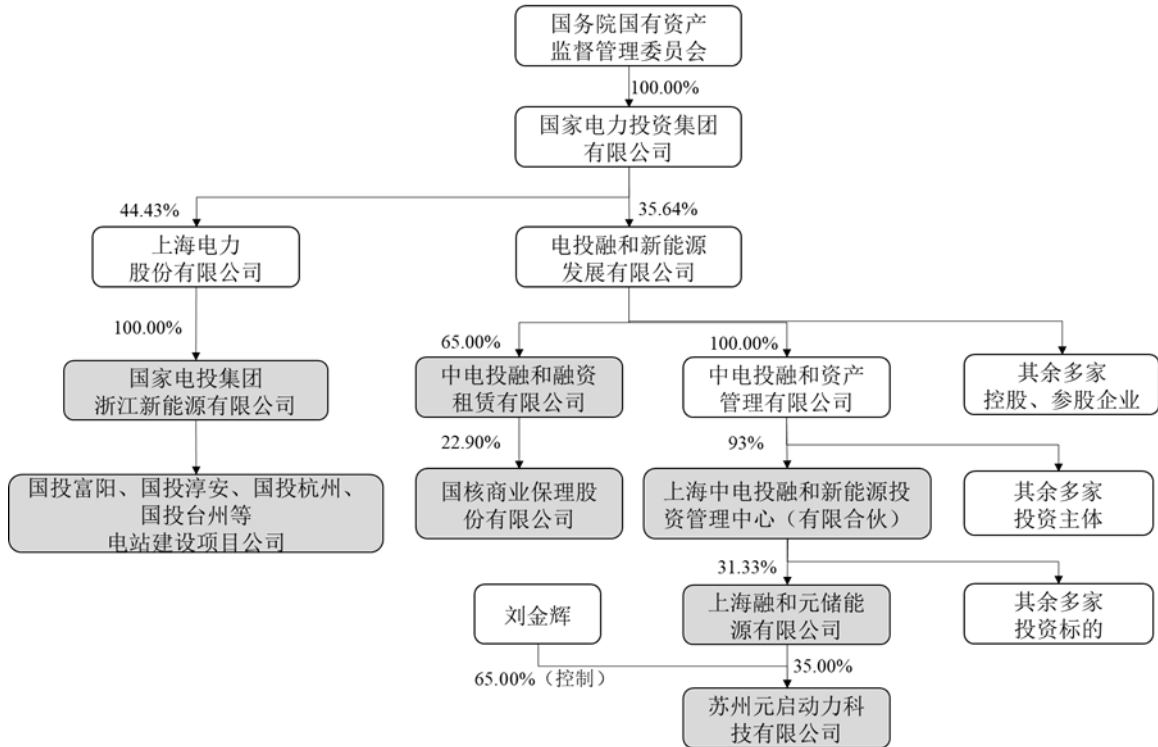 国务院国有资产
监督管理委员会
100.00%
国家电力投资集团
有限公司
44.43%
35.64%
上海电力
股份有限公司
电投融和新能源
发展有限公司
100.00%
65.00%
100.00%
国家电投集团
浙江新能源有限公司
中电投融和融资
租赁有限公司
中电投融和资产
管理有限公司
其余多家
控股、参股企业
22.90%
93%
国投富阳、国投淳安、国投杭州、
国投台州等
电站建设项目公司
国核商业保理股
份有限公司
上海中电投融和新能源投
资管理中心（有限合伙）
其余多家
投资主体
31.33%
刘金辉
上海融和元储能
源有限公司
其余多家
投资标的
65.00%（控制）
35.00%
苏州元启动力科
技有限公司